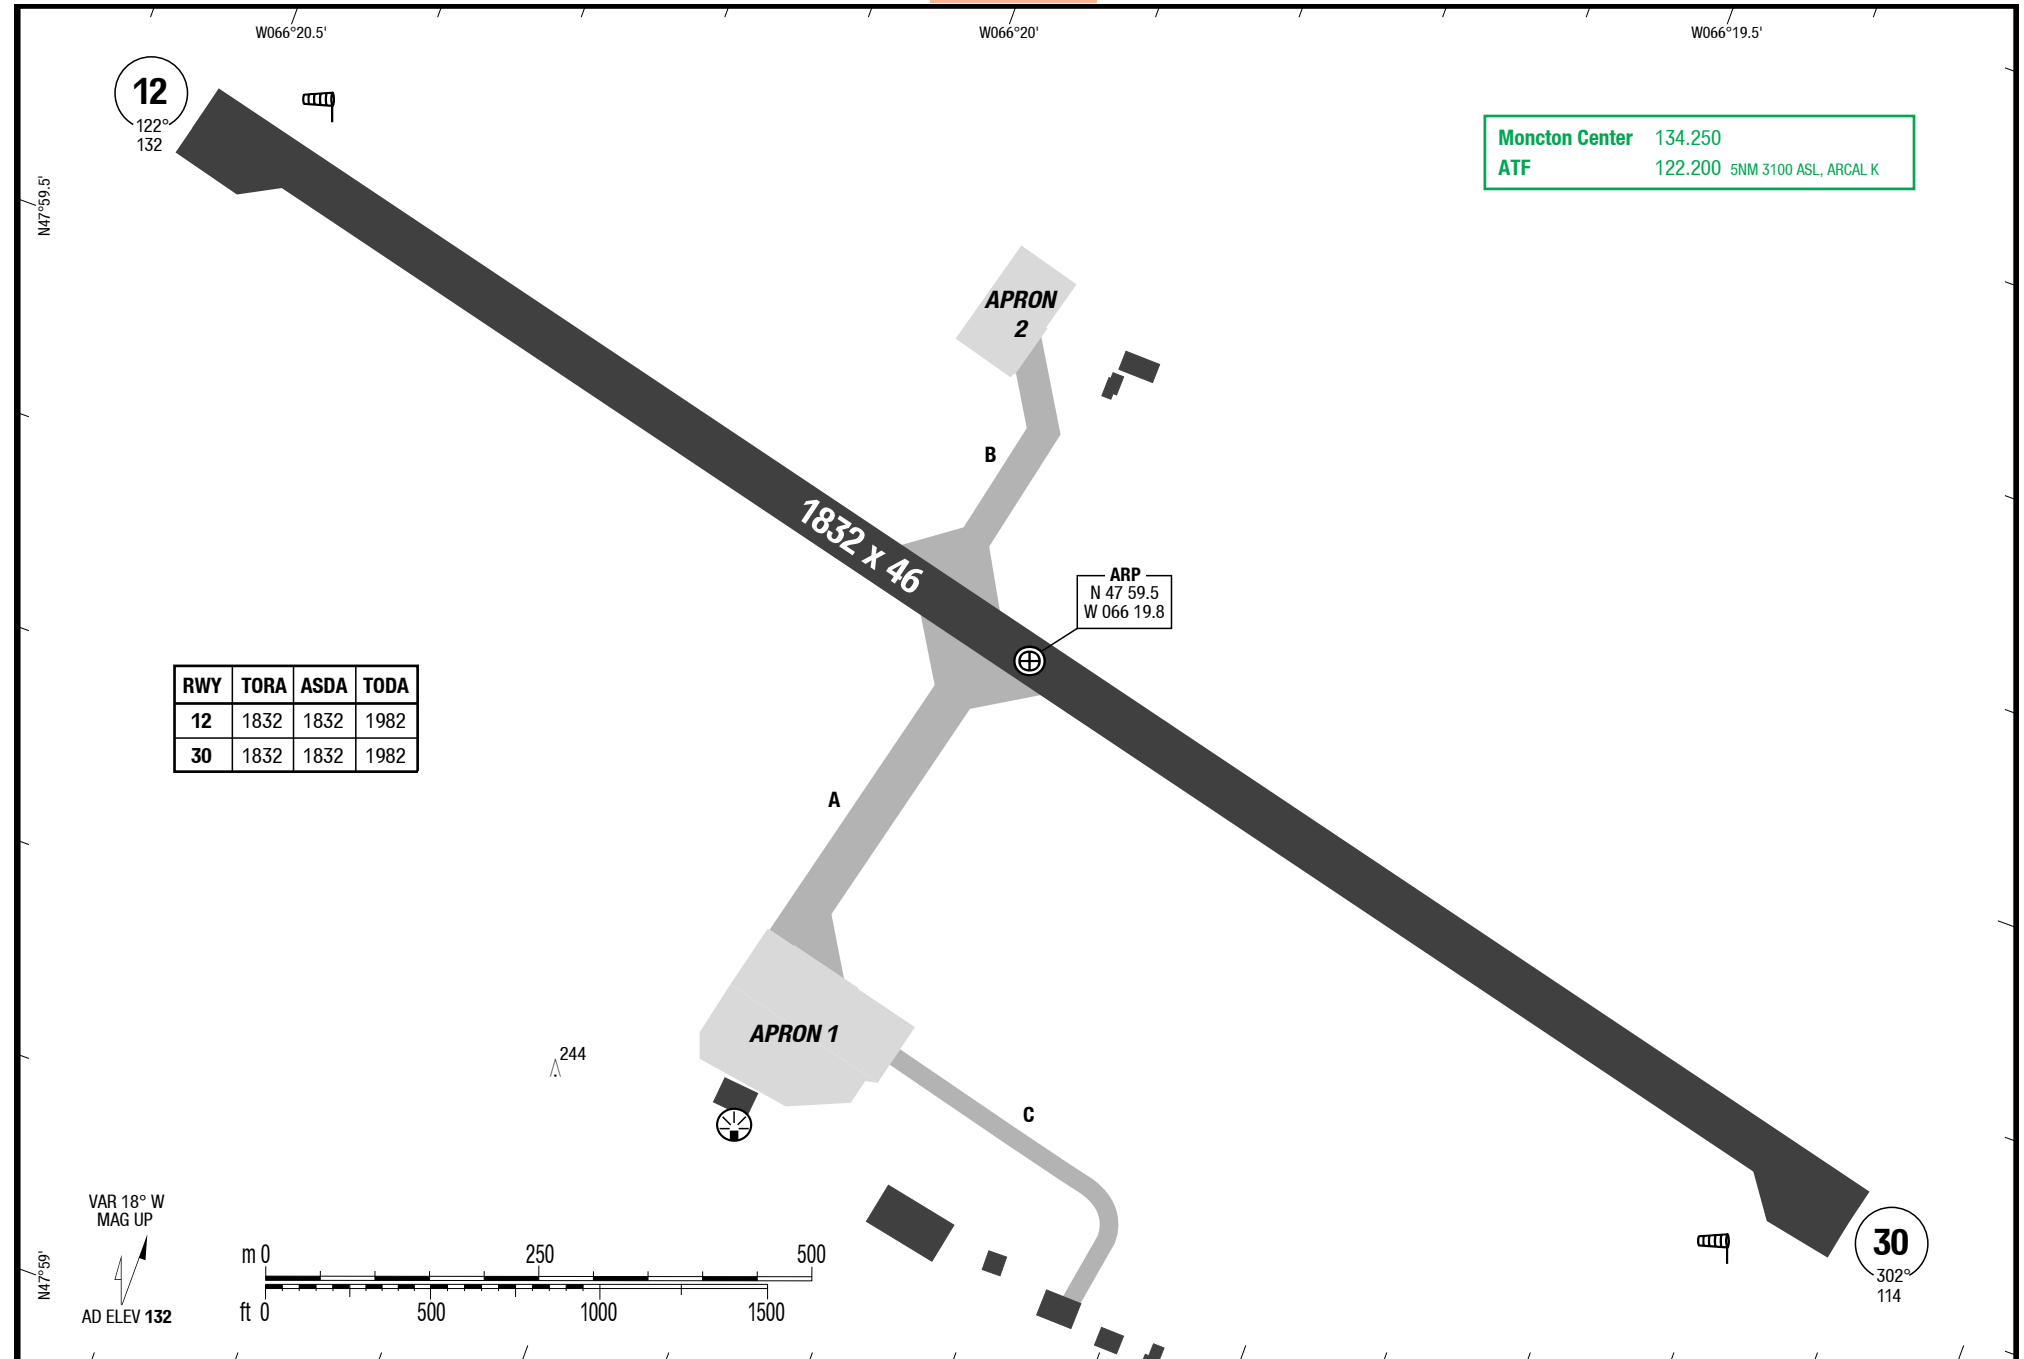 W066°20.5'
W066°20'
W066°19.5'
12
122°
132
Moncton Center 134.250
ATF 122.200 5NM 3100 ASL, ARCAL K
N47°59.5'
APRON
2
B
1832 x 46
ARP
N 47 59.5
W 066 19.8
RWY TORA ASDA TODA
12 1832 1832 1982
30 1832 1832 1982
A
APRON 1
244
C
VAR 18° W
MAG UP
AD ELEV 132
N47°59'
m 0 250 500
ft 0 500 1000 1500
30
302°
114